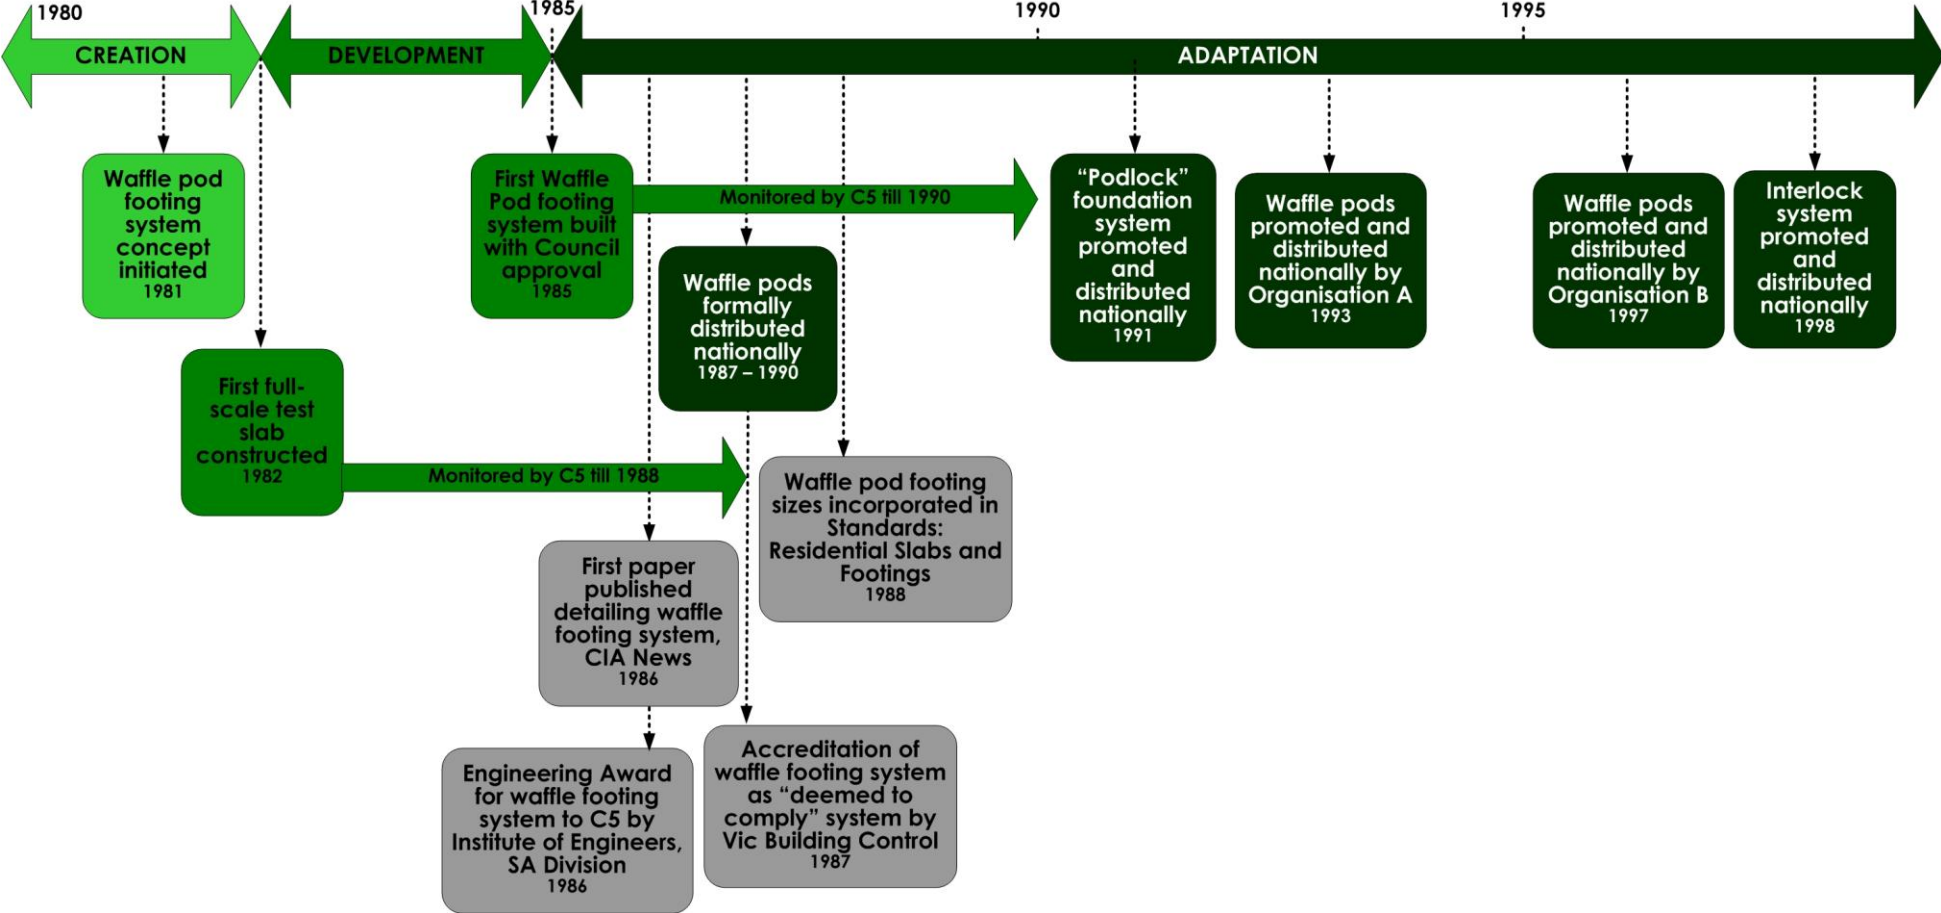 1980
1985
1990
1995
CREATION
DEVELOPMENT
ADAPTATION
Waffle pod
footing
system
concept
initiated
1981
First full-
scale test
slab
constructed
1982
Monitored by C5 till 1988
First Waffle
Pod footing
system built
with Council
approval
1985
Monitored by C5 till 1990
Waffle pods
formally
distributed
nationally
1987 – 1990
First paper
published
detailing waffle
footing system,
CIA News
1986
Engineering Award
for waffle footing
system to C5 by
Institute of Engineers,
SA Division
1986
Accreditation of
waffle footing system
as “deemed to
comply” system by
Vic Building Control
1987
Waffle pod footing
sizes incorporated in
Standards:
Residential Slabs and
Footings
1988
“Podlock”
foundation
system
promoted
and
distributed
nationally
1991
Waffle pods
promoted and
distributed
nationally by
Organisation A
1993
Waffle pods
promoted and
distributed
nationally by
Organisation B
1997
Interlock
system
promoted
and
distributed
nationally
1998